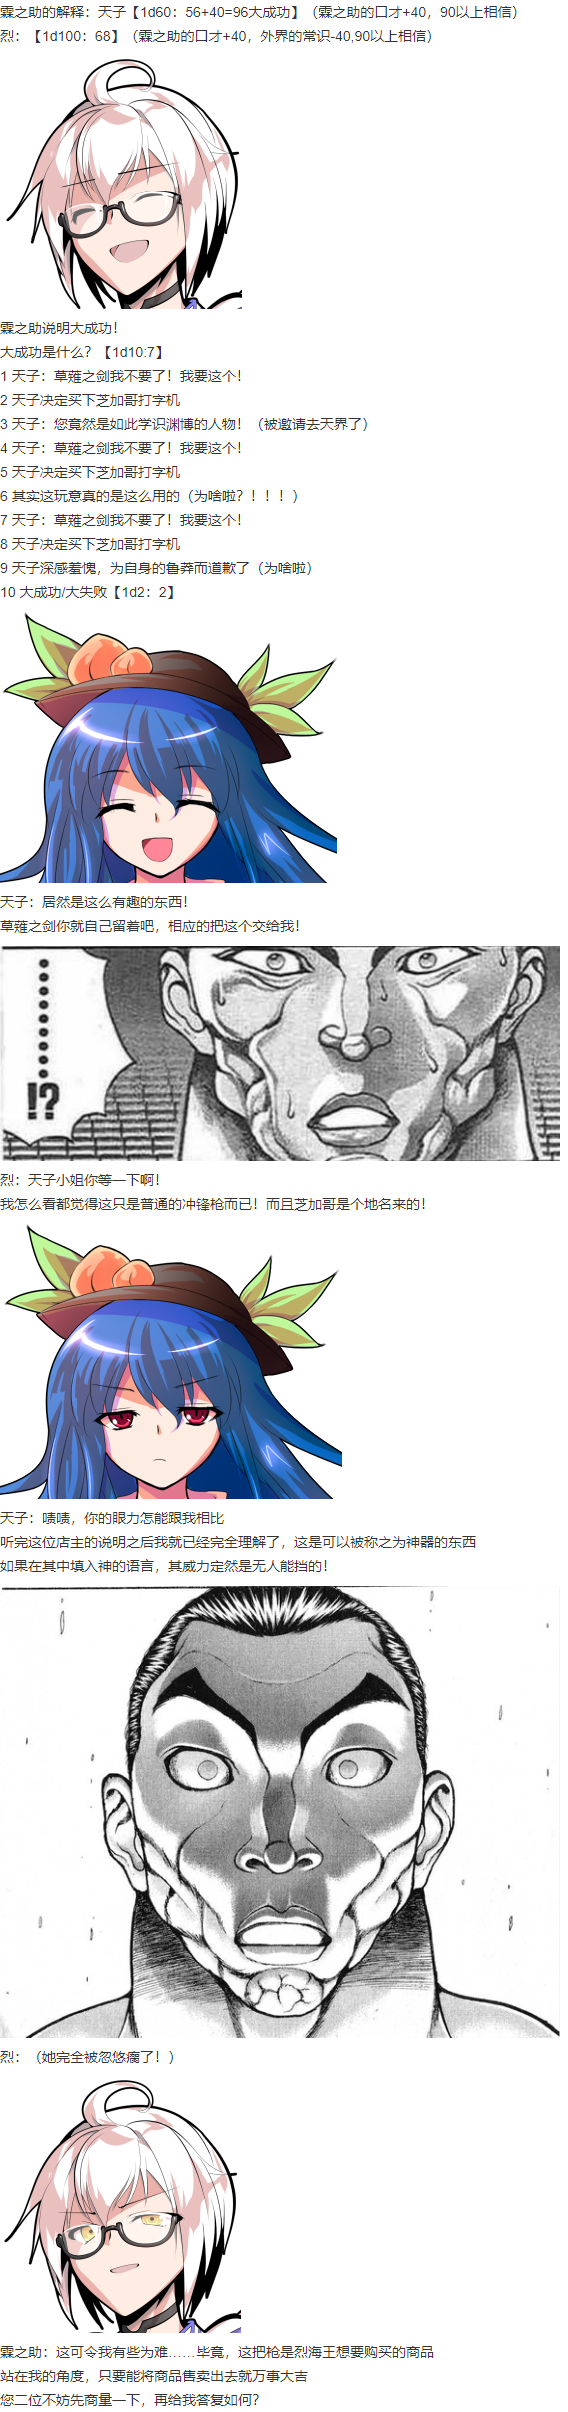 霖之助的解释：天子【1d60：56+40=96大成功】（霖之助的口才+40，90以上相信）
烈：【1d100：68】（霖之助的口才+40，外界的常识-40,90以上相信）
霖之助说明大成功！
大成功是什么？【1d10:7】
1 天子：草薙之剑我不要了！我要这个！
2 天子决定买下芝加哥打字机
3 天子：您竟然是如此学识渊博的人物！（被邀请去天界了）
4 天子：草薙之剑我不要了！我要这个！
5 天子决定买下芝加哥打字机
6 其实这玩意真的是这么用的（为啥啦？！！！）
7 天子：草薙之剑我不要了！我要这个！
8 天子决定买下芝加哥打字机
9 天子深感羞愧，为自身的鲁莽而道歉了（为啥啦）
10 大成功/大失败【1d2：2】
天子：居然是这么有趣的东西！
草薙之剑你就自己留着吧，相应的把这个交给我！
………!?
烈：天子小姐你等一下啊！
我怎么看都觉得这只是普通的冲锋枪而已！而且芝加哥是个地名来的！
天子：啧啧，你的眼力怎能跟我相比
听完这位店主的说明之后我就已经完全理解了，这是可以被称之为神器的东西
如果在其中填入神的语言，其威力定然是无人能挡的！
烈：（她完全被忽悠瘸了！）
霖之助：这可令我有些为难……毕竟，这把枪是烈海王想要购买的商品
站在我的角度，只要能将商品售卖出去就万事大吉
您二位不妨先商量一下，再给我答复如何？